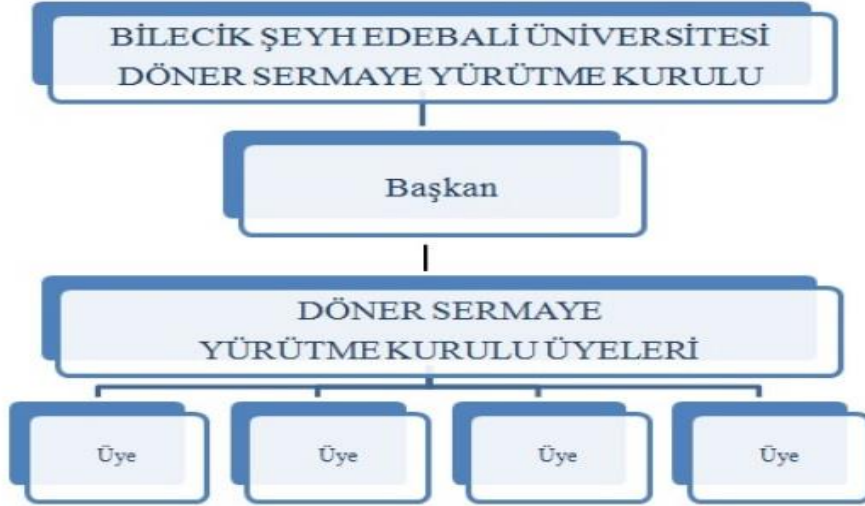 BİLECİK ŞEYH EDEBALİ ÜNİVERSİTESİ
DÖNER SERMAYE YÜRÜTME KURULU
Başkan
DÖNER SERMAYE
YÜRÜTME KURULU ÜYELERİ
Üye
Üye
Üye
Üye